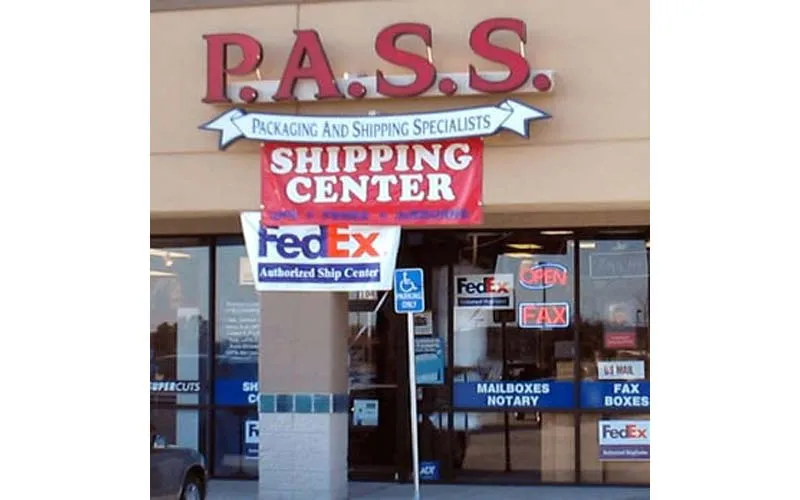 P.A.S.S.
PACKAGING AND SHIPPING SPECIALISTS
SHIPPING
CENTER
FedEx
Authorized Ship Center
PARKING
ONLY
FedEx
OPEN
FAX
SUPERCUTS
MAILBOXES
NOTARY
MAIL
FAX
BOXES
FedEx